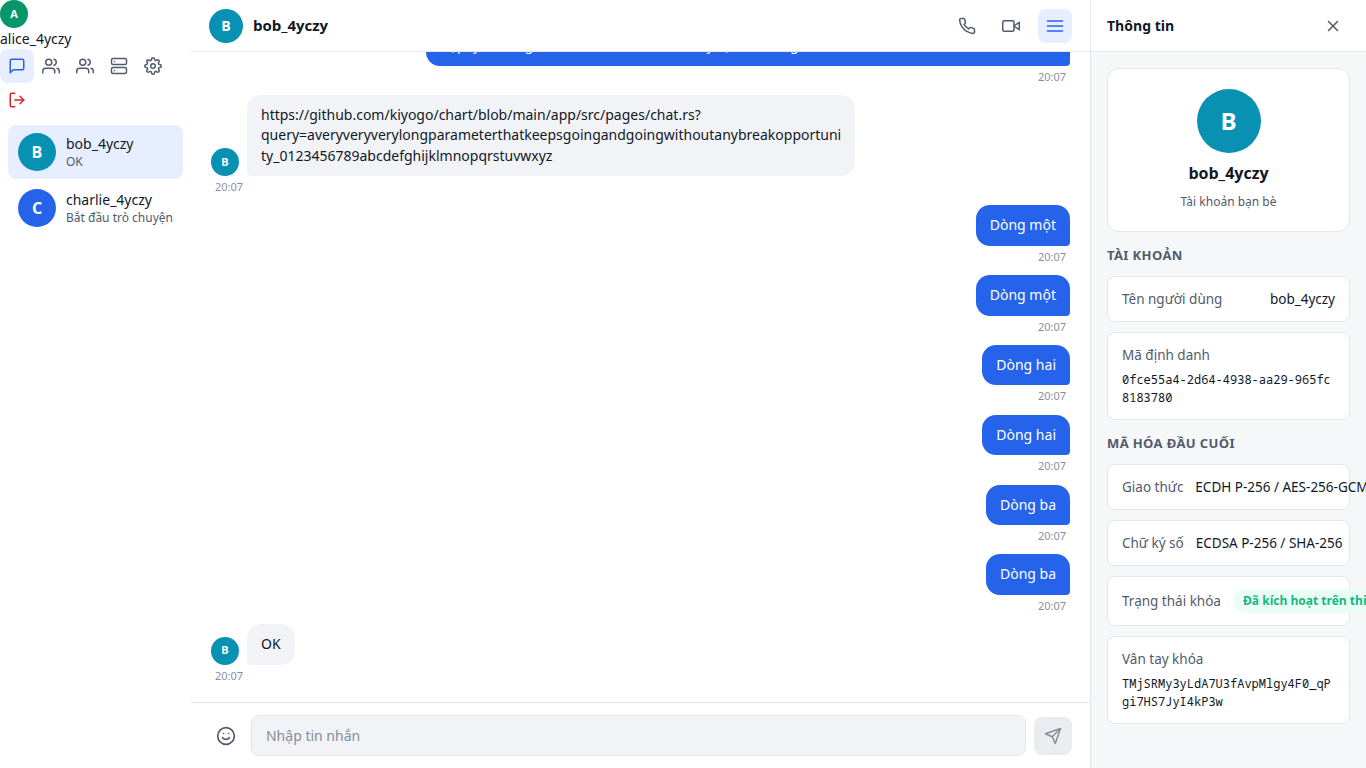 A
alice_4yczy
B
bob_4yczy
OK
C
charlie_4yczy
Bắt đầu trò chuyện
B
bob_4yczy
20:07
https://github.com/kiyogo/chart/blob/main/app/src/pages/chat.rs?
query=averyveryverylongparameterthatkeepsgoingandgoingwithoutanybreakopportuni
ty_0123456789abcdefghijklmnopqrstuvwxyz
B
20:07
Dòng một
20:07
Dòng một
20:07
Dòng hai
20:07
Dòng hai
20:07
Dòng ba
20:07
Dòng ba
20:07
B
OK
20:07
Nhập tin nhắn
Thông tin
B
bob_4yczy
Tài khoản bạn bè
TÀI KHOẢN
Tên người dùng bob_4yczy
Mã định danh
0fce55a4-2d64-4938-aa29-965fc
8183780
MÃ HÓA ĐẦU CUỐI
Giao thức ECDH P-256 / AES-256-GCM
Chữ ký số ECDSA P-256 / SHA-256
Trạng thái khóa Đã kích hoạt trên thi
Vân tay khóa
TMjSRMy3yLdA7U3fAvpMlgy4F0_qP
gi7HS7JyI4kP3w